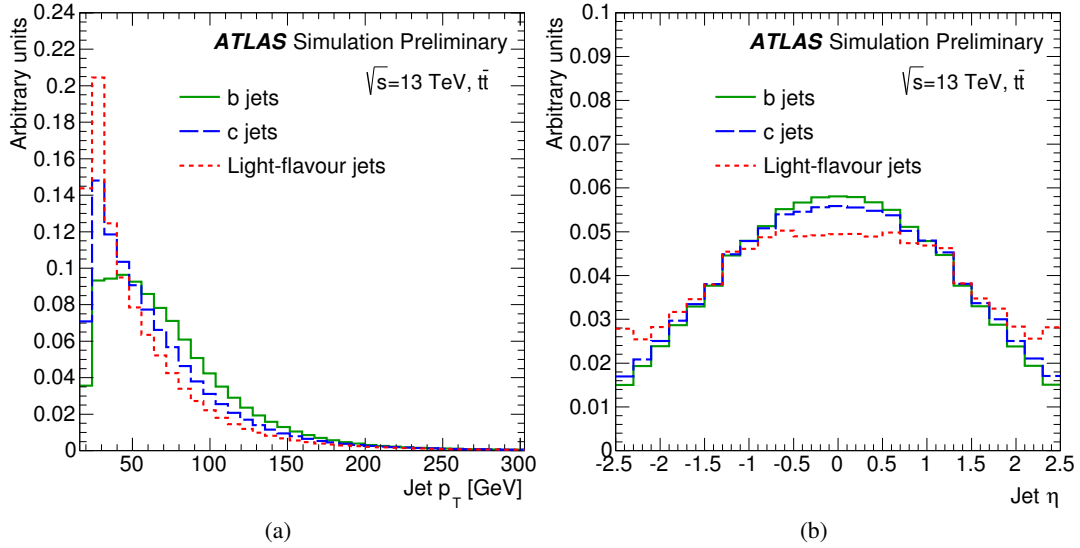 Arbitrary units
0.24
0.22
0.2
0.18
0.16
0.14
0.12
0.1
0.08
0.06
0.04
0.02
0
ATLAS Simulation Preliminary
√s=13 TeV, tt̄
b jets
c jets
Light-flavour jets
50 100 150 200 250 300
Jet p_T [GeV]
(a)
Arbitrary units
0.1
0.09
0.08
0.07
0.06
0.05
0.04
0.03
0.02
0.01
0
ATLAS Simulation Preliminary
√s=13 TeV, tt̄
b jets
c jets
Light-flavour jets
-2.5 -2 -1.5 -1 -0.5 0 0.5 1 1.5 2 2.5
Jet η
(b)